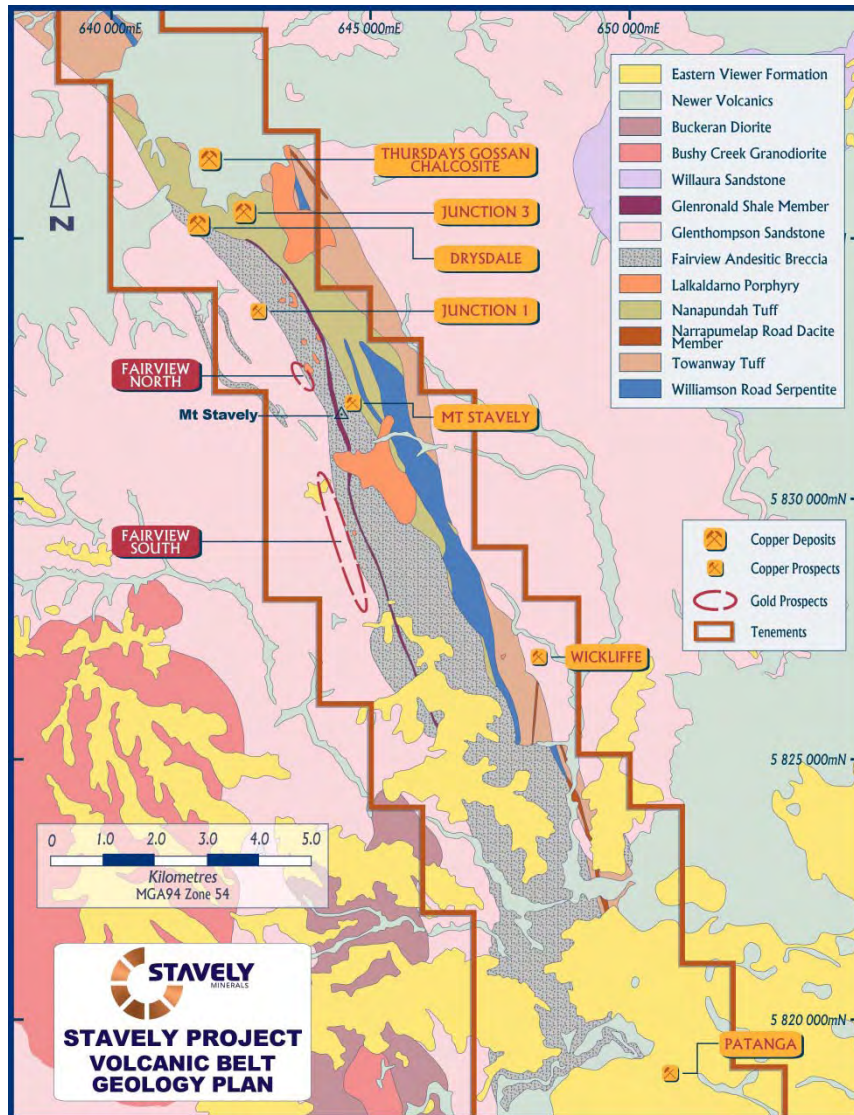 640 000mE
645 000mE
650 000mE
Eastern Viewer Formation
Newer Volcanics
Buckeran Diorite
Bushy Creek Granodiorite
Willaura Sandstone
Glenronald Shale Member
Glenthompson Sandstone
Fairview Andesitic Breccia
Lalkaldarno Porphyry
Nanapundah Tuff
Narrapumelap Road Dacite
Member
Towanway Tuff
Williamson Road Serpentite
N
THURSDAYS GOSSAN
CHALCOSITE
JUNCTION 3
DRYSDALE
JUNCTION 1
FAIRVIEW
NORTH
Mt Stavely
MT STAVELY
5 830 000mN
FAIRVIEW
SOUTH
Copper Deposits
Copper Prospects
Gold Prospects
Tenements
WICKLIFFE
5 825 000mN
0 1.0 2.0 3.0 4.0 5.0
Kilometres
MGA94 Zone 54
STAVELY
MINERALS
STAVELY PROJECT
VOLCANIC BELT
GEOLOGY PLAN
5 820 000mN
PATANGA